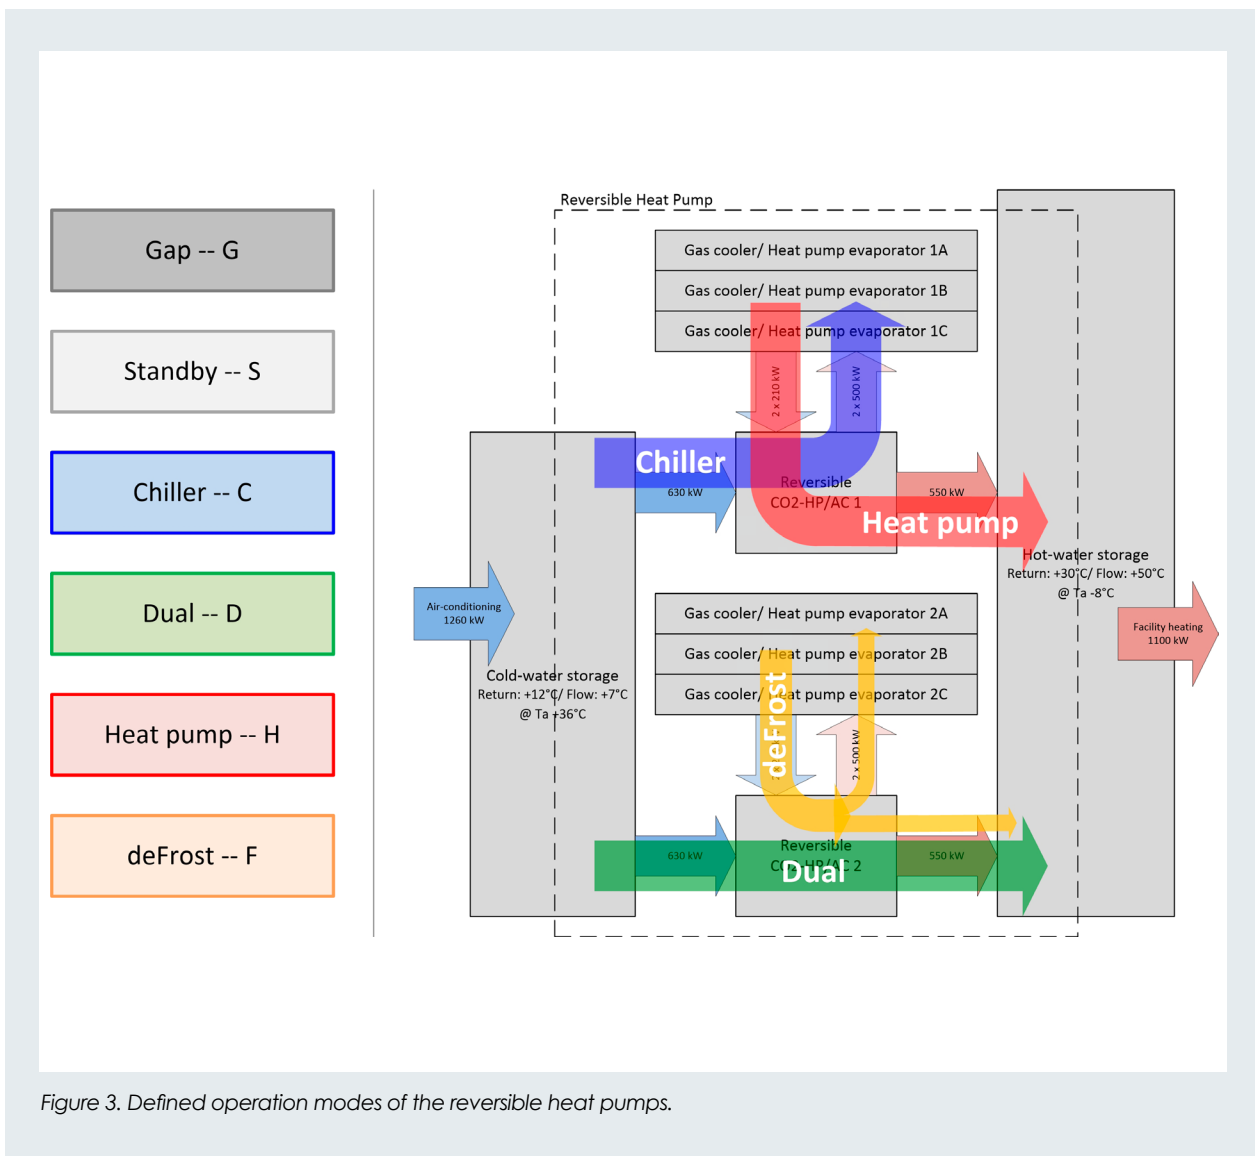 Gap -- G
Standby -- S
Chiller -- C
Dual -- D
Heat pump -- H
deFrost -- F
Reversible Heat Pump
Gas cooler/ Heat pump evaporator 1A
Gas cooler/ Heat pump evaporator 1B
Gas cooler/ Heat pump evaporator 1C
2 x 210 kW
2 x 500 kW
Chiller
630 kW
Reversible
CO2-HP/AC 1
550 kW
Heat pump
Hot-water storage
Return: +30°C/ Flow: +50°C
@ Ta -8°C
Air-conditioning
1260 kW
Facility heating
1100 kW
Gas cooler/ Heat pump evaporator 2A
Gas cooler/ Heat pump evaporator 2B
Gas cooler/ Heat pump evaporator 2C
Cold-water storage
Return: +12°C/ Flow: +7°C
@ Ta +36°C
deFrost
2 x 500 kW
630 kW
Reversible
CO2-HP/AC 2
Dual
550 kW
Figure 3. Defined operation modes of the reversible heat pumps.